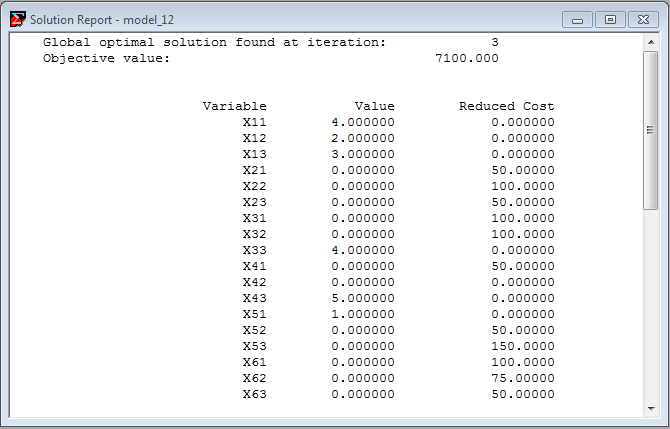 Solution Report - model_12
Global optimal solution found at iteration: 3
Objective value: 7100.000
Variable Value Reduced Cost
X11 4.000000 0.000000
X12 2.000000 0.000000
X13 3.000000 0.000000
X21 0.000000 50.00000
X22 0.000000 100.0000
X23 0.000000 50.00000
X31 0.000000 100.0000
X32 0.000000 100.0000
X33 4.000000 0.000000
X41 0.000000 50.00000
X42 0.000000 0.000000
X43 5.000000 0.000000
X51 1.000000 0.000000
X52 0.000000 50.00000
X53 0.000000 150.0000
X61 0.000000 100.0000
X62 0.000000 75.00000
X63 0.000000 50.00000